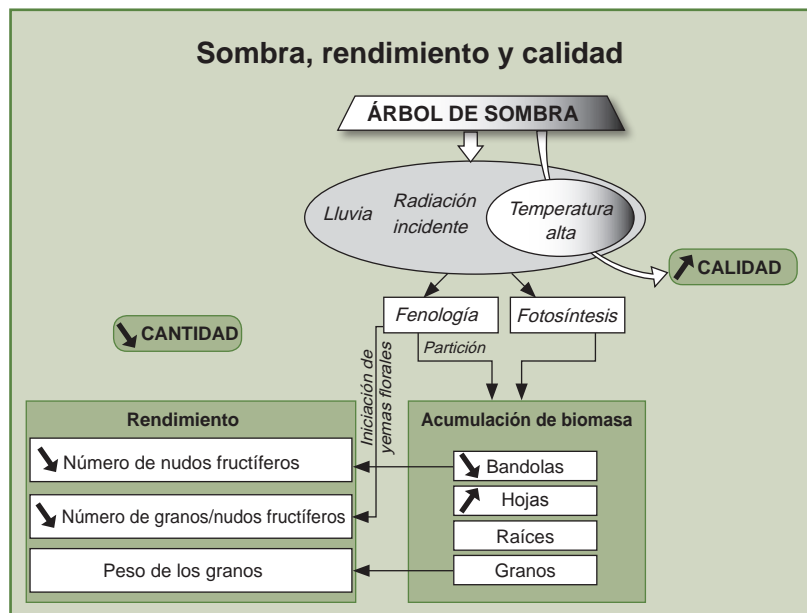 Sombra, rendimiento y calidad
ÁRBOL DE SOMBRA
Lluvia
Radiación
incidente
Temperatura
alta
CALIDAD
Fenología
Fotosíntesis
CANTIDAD
Partición
Iniciación de
yemas florales
Rendimiento
Número de nudos fructíferos
Número de granos/nudos fructíferos
Peso de los granos
Acumulación de biomasa
Bandolas
Hojas
Raíces
Granos